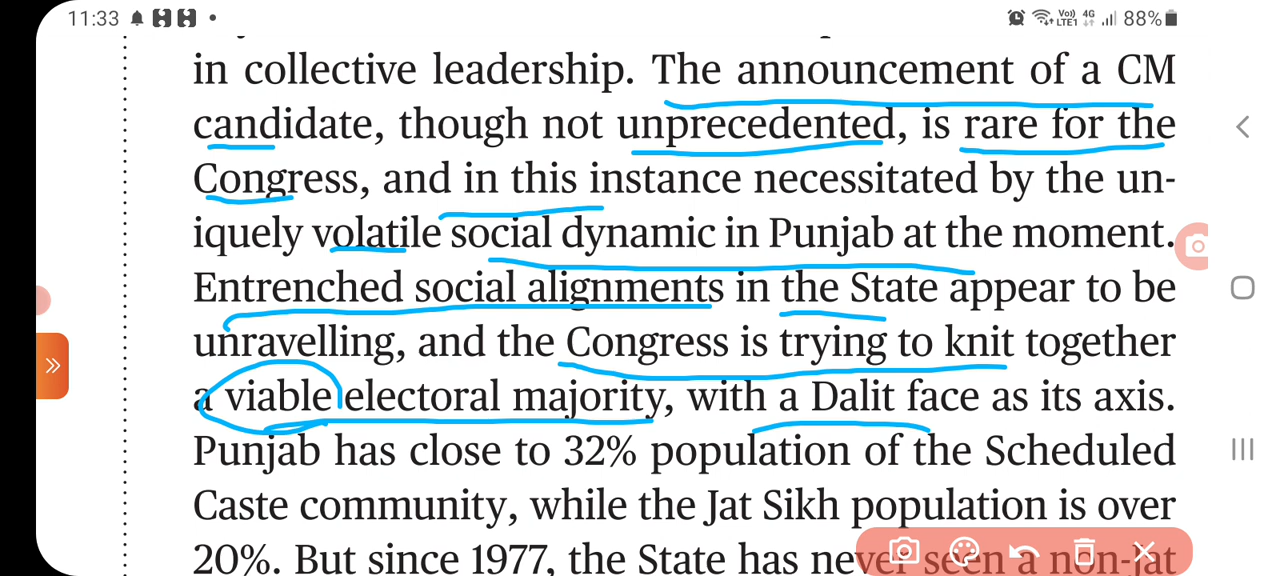 11:33
Vo)) 4G
LTE1 88%
in collective leadership. The announcement of a CM
candidate, though not unprecedented, is rare for the
Congress, and in this instance necessitated by the un-
iquely volatile social dynamic in Punjab at the moment.
Entrenched social alignments in the State appear to be
unravelling, and the Congress is trying to knit together
a viable electoral majority, with a Dalit face as its axis.
Punjab has close to 32% population of the Scheduled
Caste community, while the Jat Sikh population is over
20%. But since 1977, the State has never seen a non-Jat